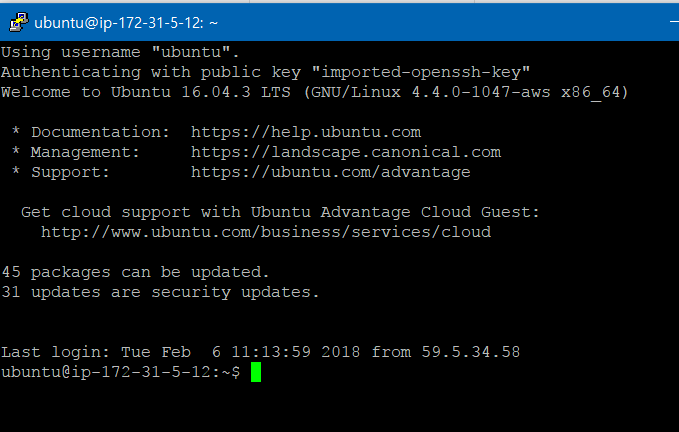 ubuntu@ip-172-31-5-12: ~
Using username "ubuntu".
Authenticating with public key "imported-openssh-key"
Welcome to Ubuntu 16.04.3 LTS (GNU/Linux 4.4.0-1047-aws x86_64)
* Documentation:  https://help.ubuntu.com
* Management:     https://landscape.canonical.com
* Support:        https://ubuntu.com/advantage
Get cloud support with Ubuntu Advantage Cloud Guest:
http://www.ubuntu.com/business/services/cloud
45 packages can be updated.
31 updates are security updates.
Last login: Tue Feb  6 11:13:59 2018 from 59.5.34.58
ubuntu@ip-172-31-5-12:~$